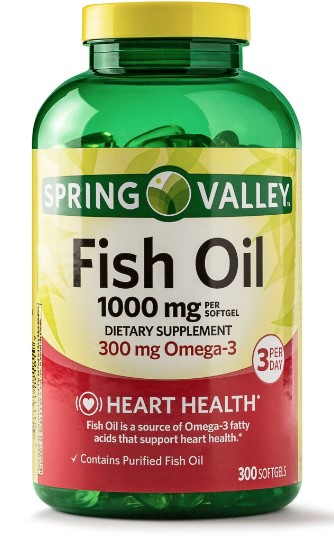 SPRING VALLEY™
Fish Oil
1000 mg PER SOFTGEL
DIETARY SUPPLEMENT
300 mg Omega-3
3 PER DAY
HEART HEALTH*
Fish Oil is a source of Omega-3 fatty
acids that support heart health.*
✓ Contains Purified Fish Oil
300 SOFTGELS